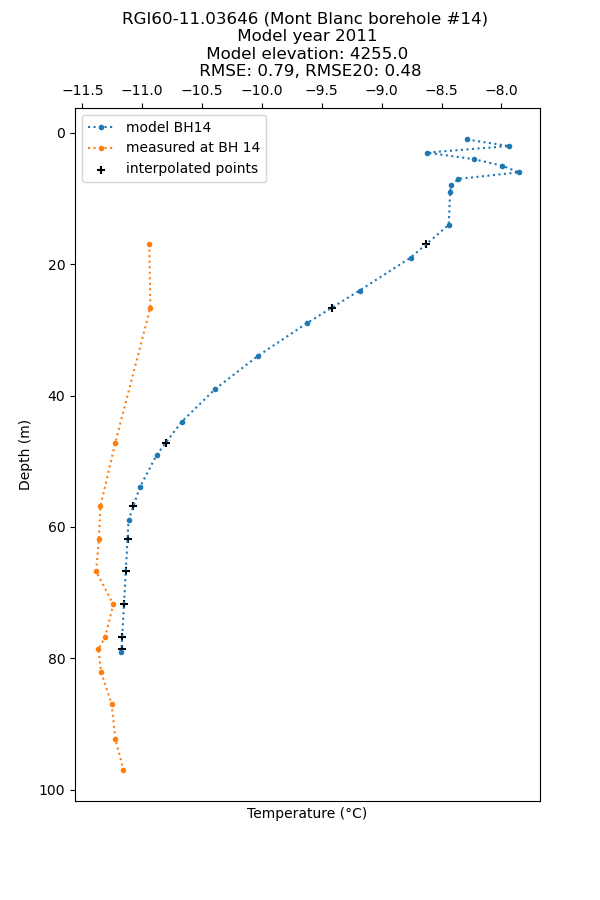 RGI60-11.03646 (Mont Blanc borehole #14)
Model year 2011
Model elevation: 4255.0
RMSE: 0.79, RMSE20: 0.48
−11.5 −11.0 −10.5 −10.0 −9.5 −9.0 −8.5 −8.0
model BH14
measured at BH 14
interpolated points
0
20
40
60
80
100
Depth (m)
Temperature (°C)